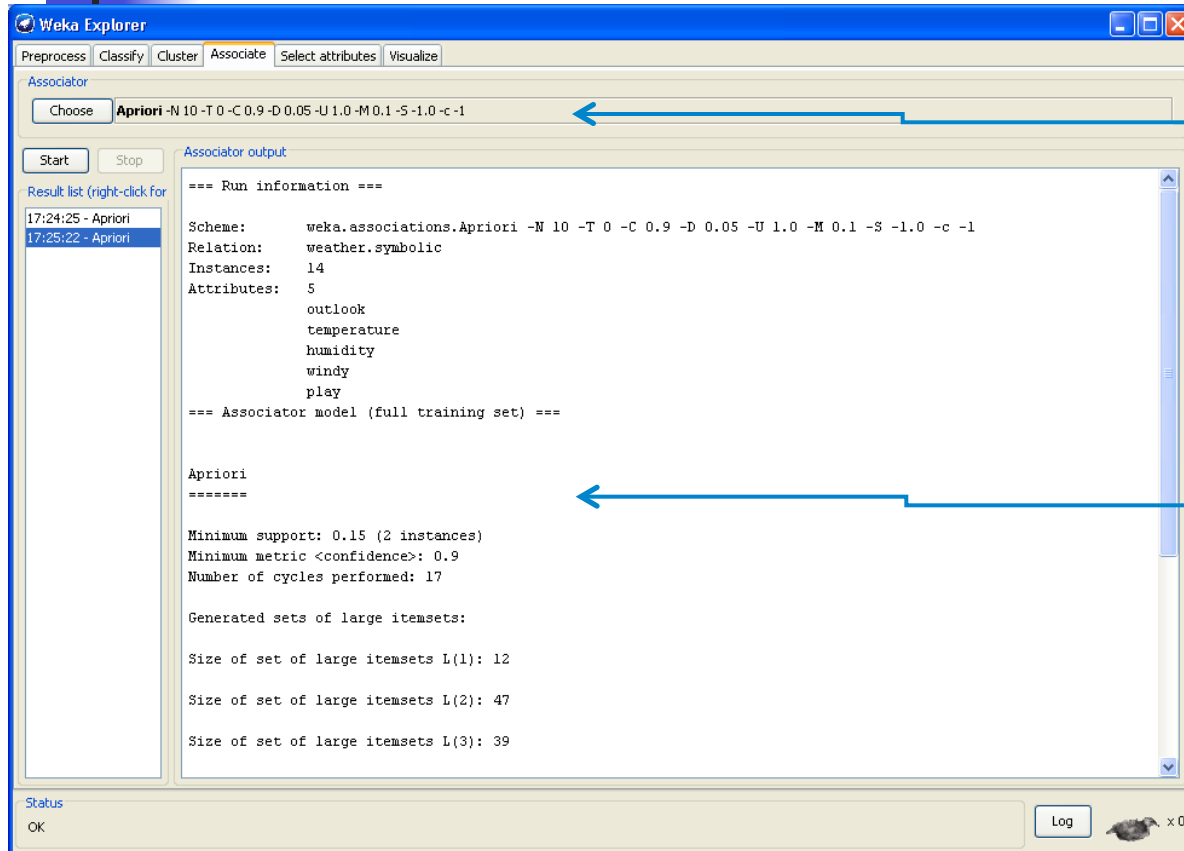 Weka Explorer
Preprocess Classify Cluster Associate Select attributes Visualize
Associator
Choose Apriori -N 10 -T 0 -C 0.9 -D 0.05 -U 1.0 -M 0.1 -S -1.0 -c -1
Start Stop
Result list (right-click for
17:24:25 - Apriori
17:25:22 - Apriori
Associator output
=== Run information ===
Scheme: weka.associations.Apriori -N 10 -T 0 -C 0.9 -D 0.05 -U 1.0 -M 0.1 -S -1.0 -c -1
Relation: weather.symbolic
Instances: 14
Attributes: 5
outlook
temperature
humidity
windy
play
=== Associator model (full training set) ===
Apriori
=======
Minimum support: 0.15 (2 instances)
Minimum metric <confidence>: 0.9
Number of cycles performed: 17
Generated sets of large itemsets:
Size of set of large itemsets L(1): 12
Size of set of large itemsets L(2): 47
Size of set of large itemsets L(3): 39
Status
OK
Log
x 0